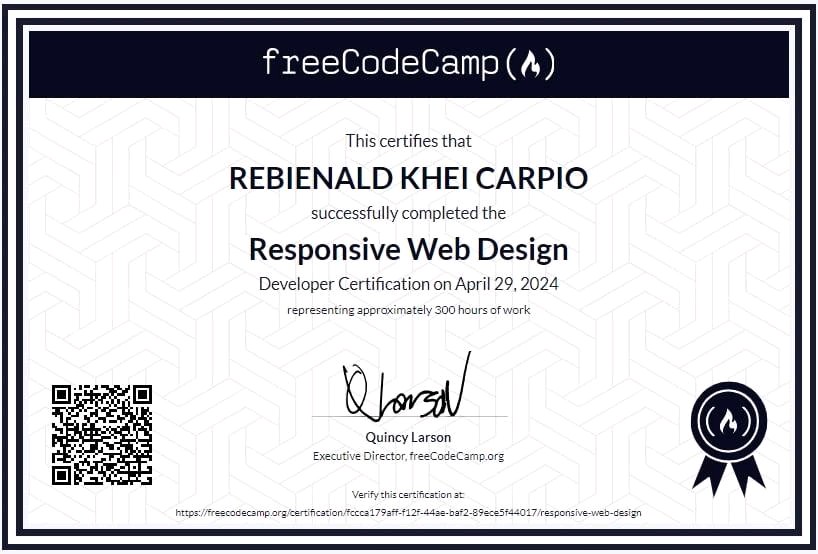 freeCodeCamp(🔥)
This certifies that
REBIENALD KHEI CARPIO
successfully completed the
Responsive Web Design
Developer Certification on April 29, 2024
representing approximately 300 hours of work
QLarson
Quincy Larson
Executive Director, freeCodeCamp.org
Verify this certification at:
https://freecodecamp.org/certification/fccca179aff-f12f-44ae-baf2-89ece5f44017/responsive-web-design